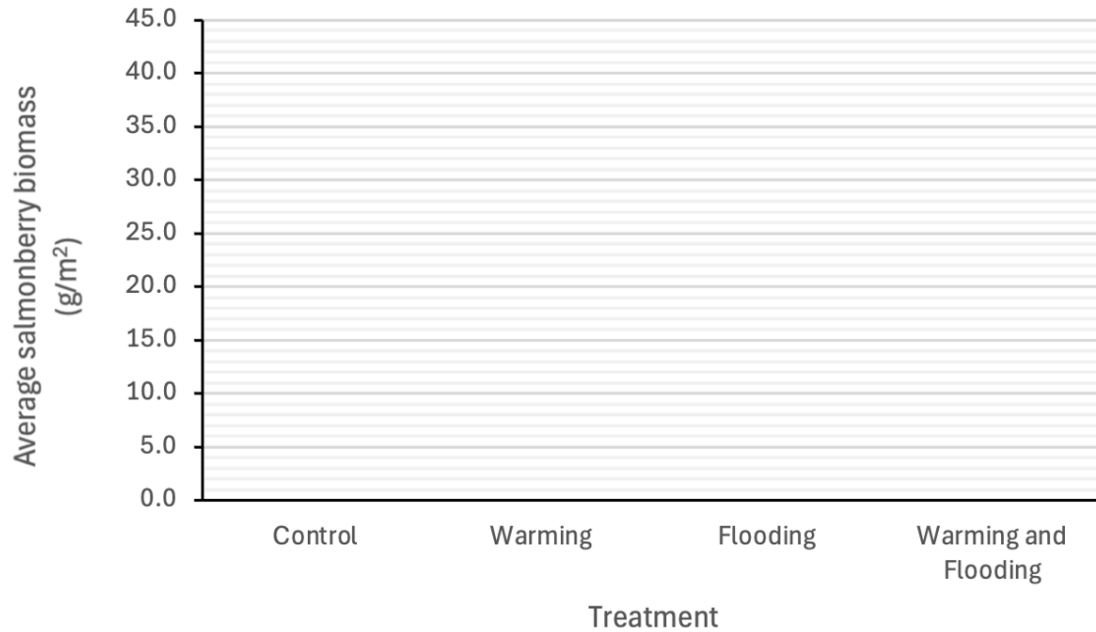 Average salmonberry biomass
(g/m²)
45.0
40.0
35.0
30.0
25.0
20.0
15.0
10.0
5.0
0.0
Control
Warming
Flooding
Warming and
Flooding
Treatment